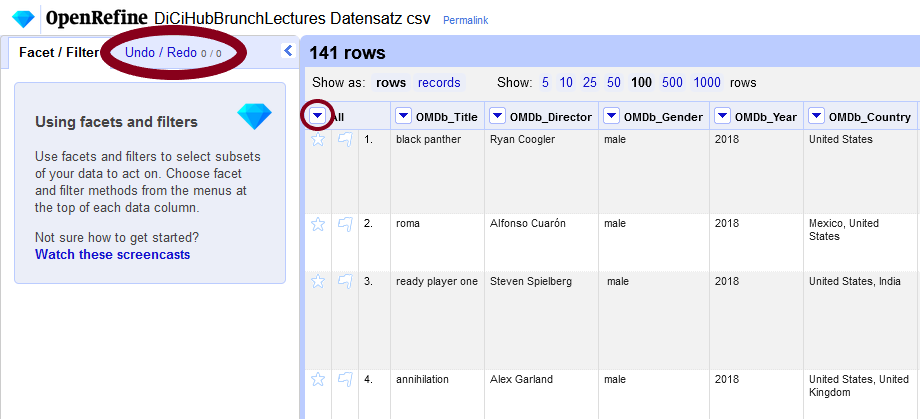 OpenRefine DiCiHubBrunchLectures Datensatz csv Permalink
Facet / Filter Undo / Redo 0 / 0
141 rows
Show as: rows records Show: 5 10 25 50 100 500 1000 rows
Using facets and filters
Use facets and filters to select subsets
of your data to act on. Choose facet
and filter methods from the menus at
the top of each data column.
Not sure how to get started?
Watch these screencasts
All OMDb_Title OMDb_Director OMDb_Gender OMDb_Year OMDb_Country
1. black panther Ryan Coogler male 2018 United States
2. roma Alfonso Cuarón male 2018 Mexico, United
States
3. ready player one Steven Spielberg male 2018 United States, India
4. annihilation Alex Garland male 2018 United States, United
Kingdom